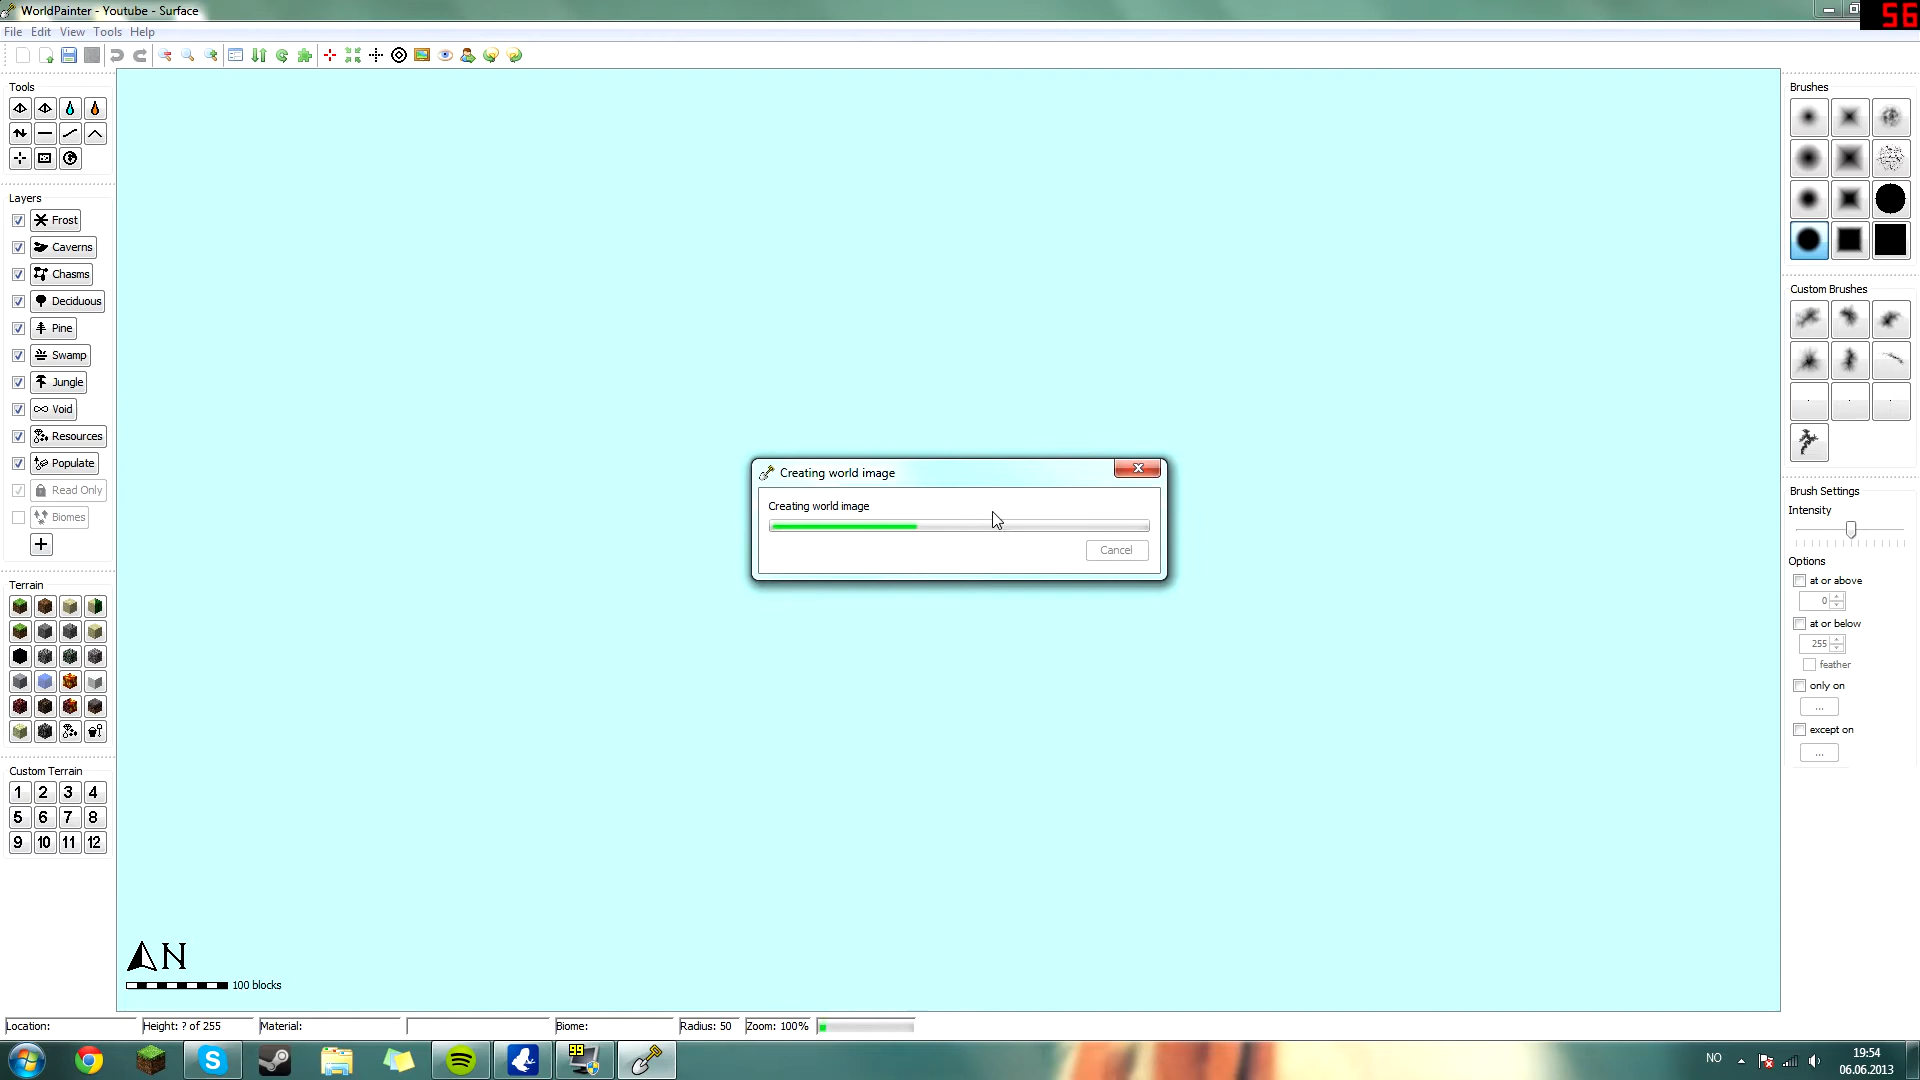 WorldPainter - Youtube - Surface
56
File Edit View Tools Help
Tools
Layers
Frost
Caverns
Chasms
Deciduous
Pine
Swamp
Jungle
Void
Resources
Populate
Read Only
Biomes
Terrain
Custom Terrain
1 2 3 4
5 6 7 8
9 10 11 12
Creating world image
Creating world image
Cancel
N
100 blocks
Brushes
Custom Brushes
Brush Settings
Intensity
Options
at or above
0
at or below
255
feather
only on
...
except on
...
Location: Height: ? of 255 Material: Biome: Radius: 50 Zoom: 100%
99
NO
19:54
06.06.2013